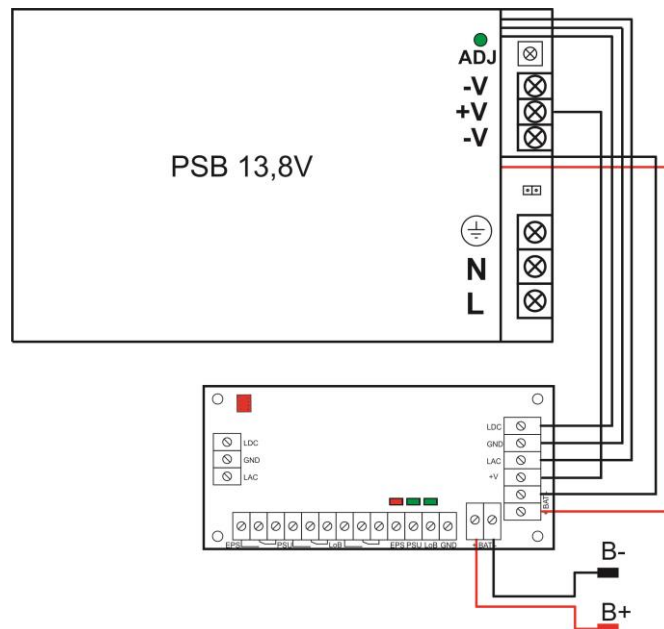 ADJ
-V
+V
-V
PSB 13,8V
N
L
LDC
GND
LAC
+V
- BAT +
LDC
GND
LAC
EPS PSU LoB EPS PSU LoB GND
+ BAT -
B-
B+